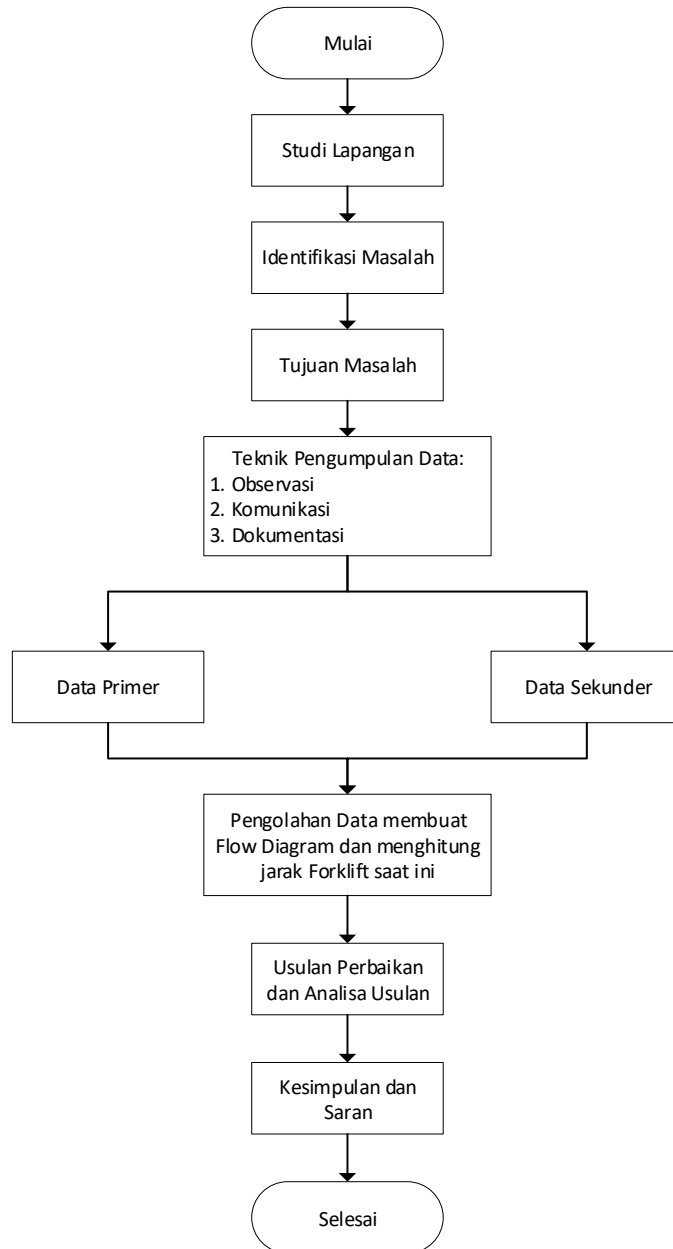 Mulai
Studi Lapangan
Identifikasi Masalah
Tujuan Masalah
Teknik Pengumpulan Data:
1. Observasi
2. Komunikasi
3. Dokumentasi
Data Primer
Data Sekunder
Pengolahan Data membuat
Flow Diagram dan menghitung
jarak Forklift saat ini
Usulan Perbaikan
dan Analisa Usulan
Kesimpulan dan
Saran
Selesai